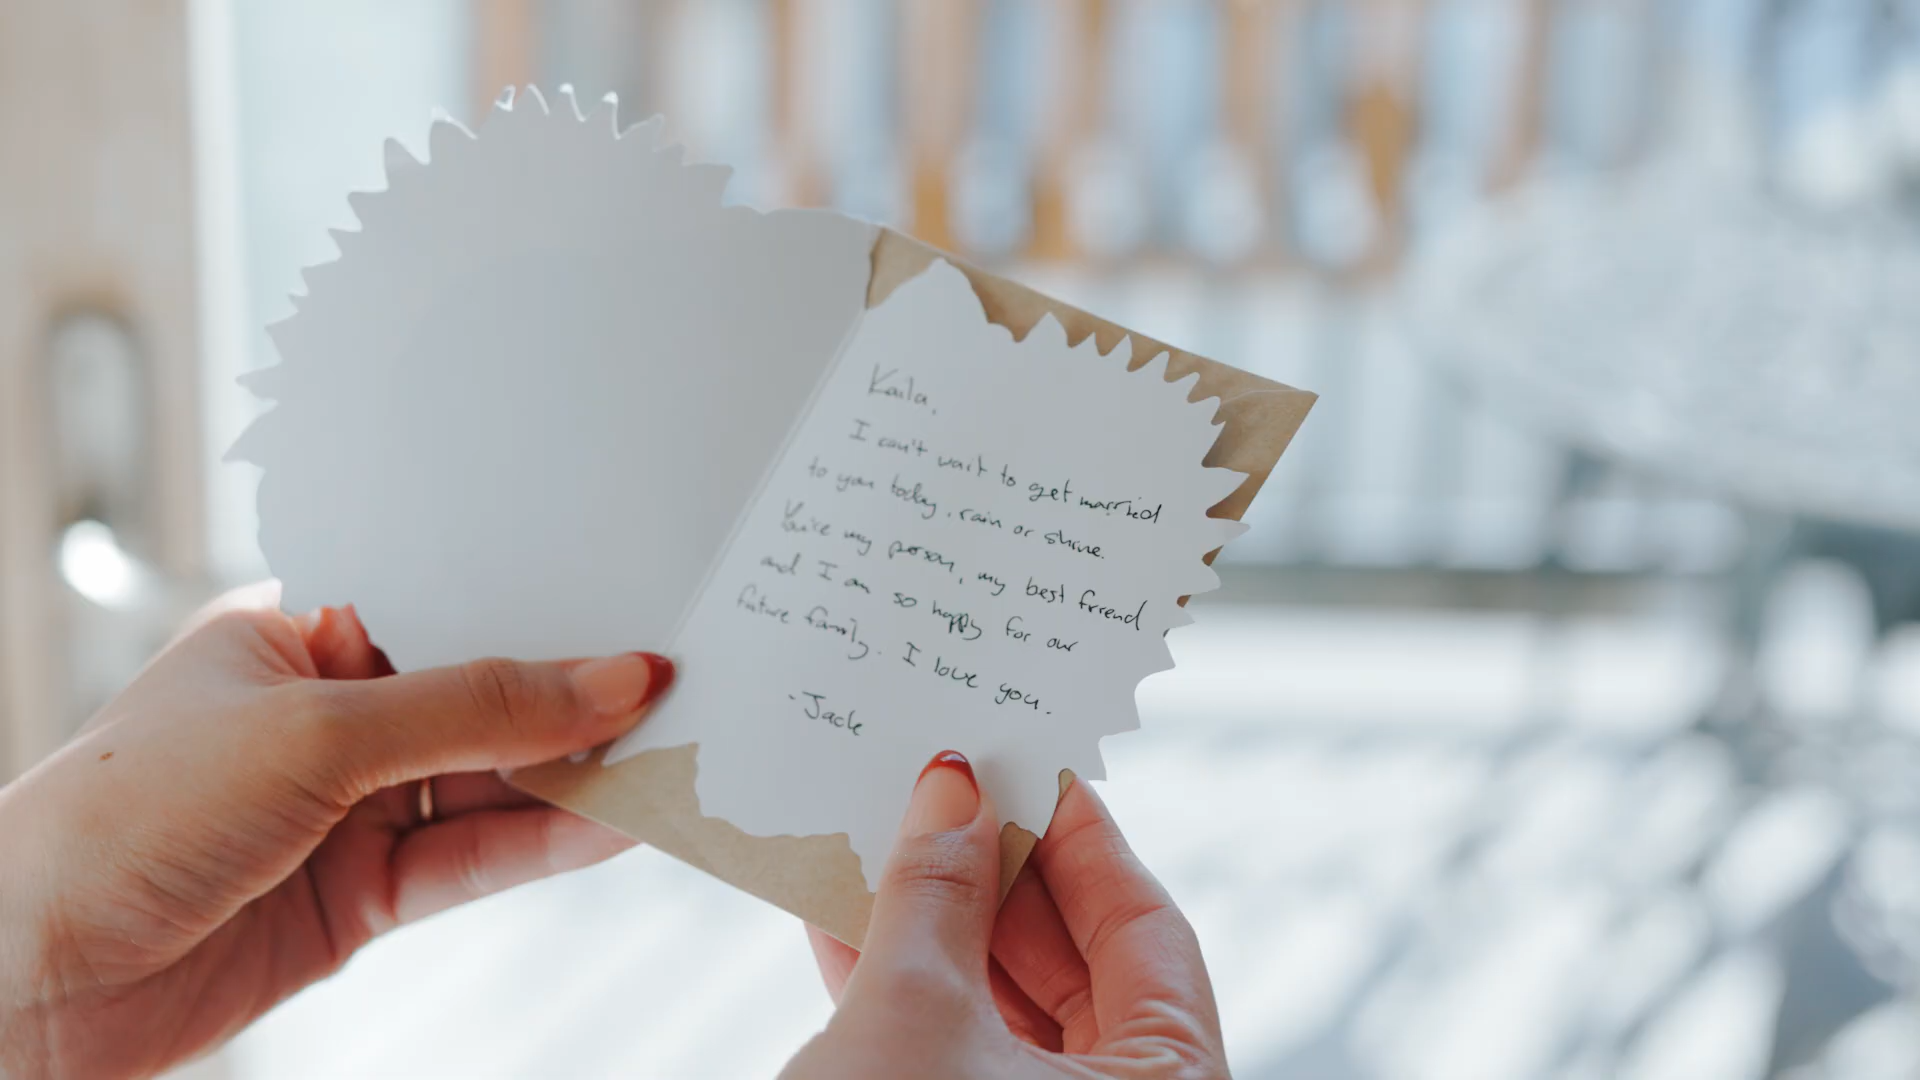 Kaila,
I can't wait to get married
to you today, rain or shine.
You're my person, my best friend
and I am so happy for our
future family. I love you.
-Jack